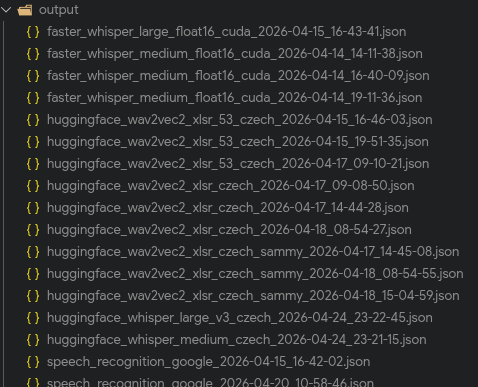 output
{ } faster_whisper_large_float16_cuda_2026-04-15_16-43-41.json
{ } faster_whisper_medium_float16_cuda_2026-04-14_14-11-38.json
{ } faster_whisper_medium_float16_cuda_2026-04-14_16-40-09.json
{ } faster_whisper_medium_float16_cuda_2026-04-14_19-11-36.json
{ } huggingface_wav2vec2_xlsr_53_czech_2026-04-15_16-46-03.json
{ } huggingface_wav2vec2_xlsr_53_czech_2026-04-15_19-51-35.json
{ } huggingface_wav2vec2_xlsr_53_czech_2026-04-17_09-10-21.json
{ } huggingface_wav2vec2_xlsr_czech_2026-04-17_09-08-50.json
{ } huggingface_wav2vec2_xlsr_czech_2026-04-17_14-44-28.json
{ } huggingface_wav2vec2_xlsr_czech_2026-04-18_08-54-27.json
{ } huggingface_wav2vec2_xlsr_czech_sammy_2026-04-17_14-45-08.json
{ } huggingface_wav2vec2_xlsr_czech_sammy_2026-04-18_08-54-55.json
{ } huggingface_wav2vec2_xlsr_czech_sammy_2026-04-18_15-04-59.json
{ } huggingface_whisper_large_v3_czech_2026-04-24_23-22-45.json
{ } huggingface_whisper_medium_czech_2026-04-24_23-21-15.json
{ } speech_recognition_google_2026-04-15_16-42-02.json
{ } speech_recognition_google_2026-04-20_10-58-46.json